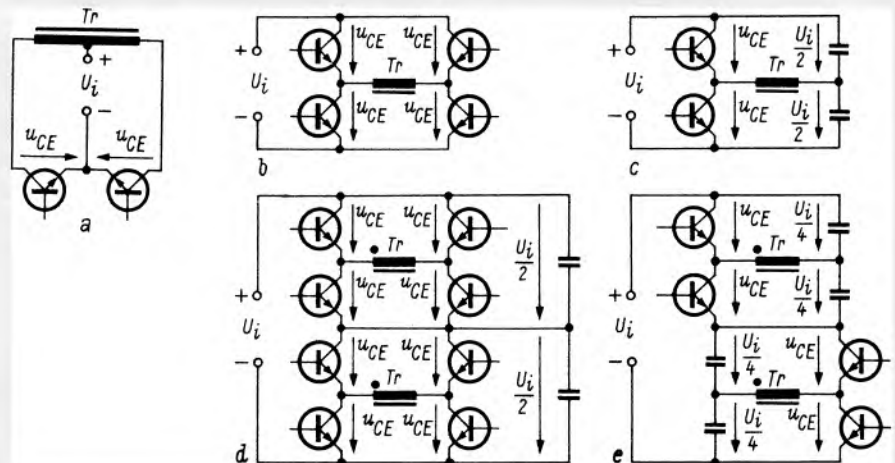 Tr
+
U_i
−
u_CE u_CE
a
+
U_i
−
u_CE u_CE
Tr
u_CE u_CE
b
+
U_i
−
u_CE U_i/2
Tr
u_CE U_i/2
c
+
U_i
−
u_CE u_CE
Tr
u_CE u_CE
U_i/2
u_CE u_CE
Tr
u_CE u_CE
U_i/2
d
+
U_i
−
u_CE U_i/4
Tr
u_CE U_i/4
U_i/4 u_CE
Tr
U_i/4 u_CE
e